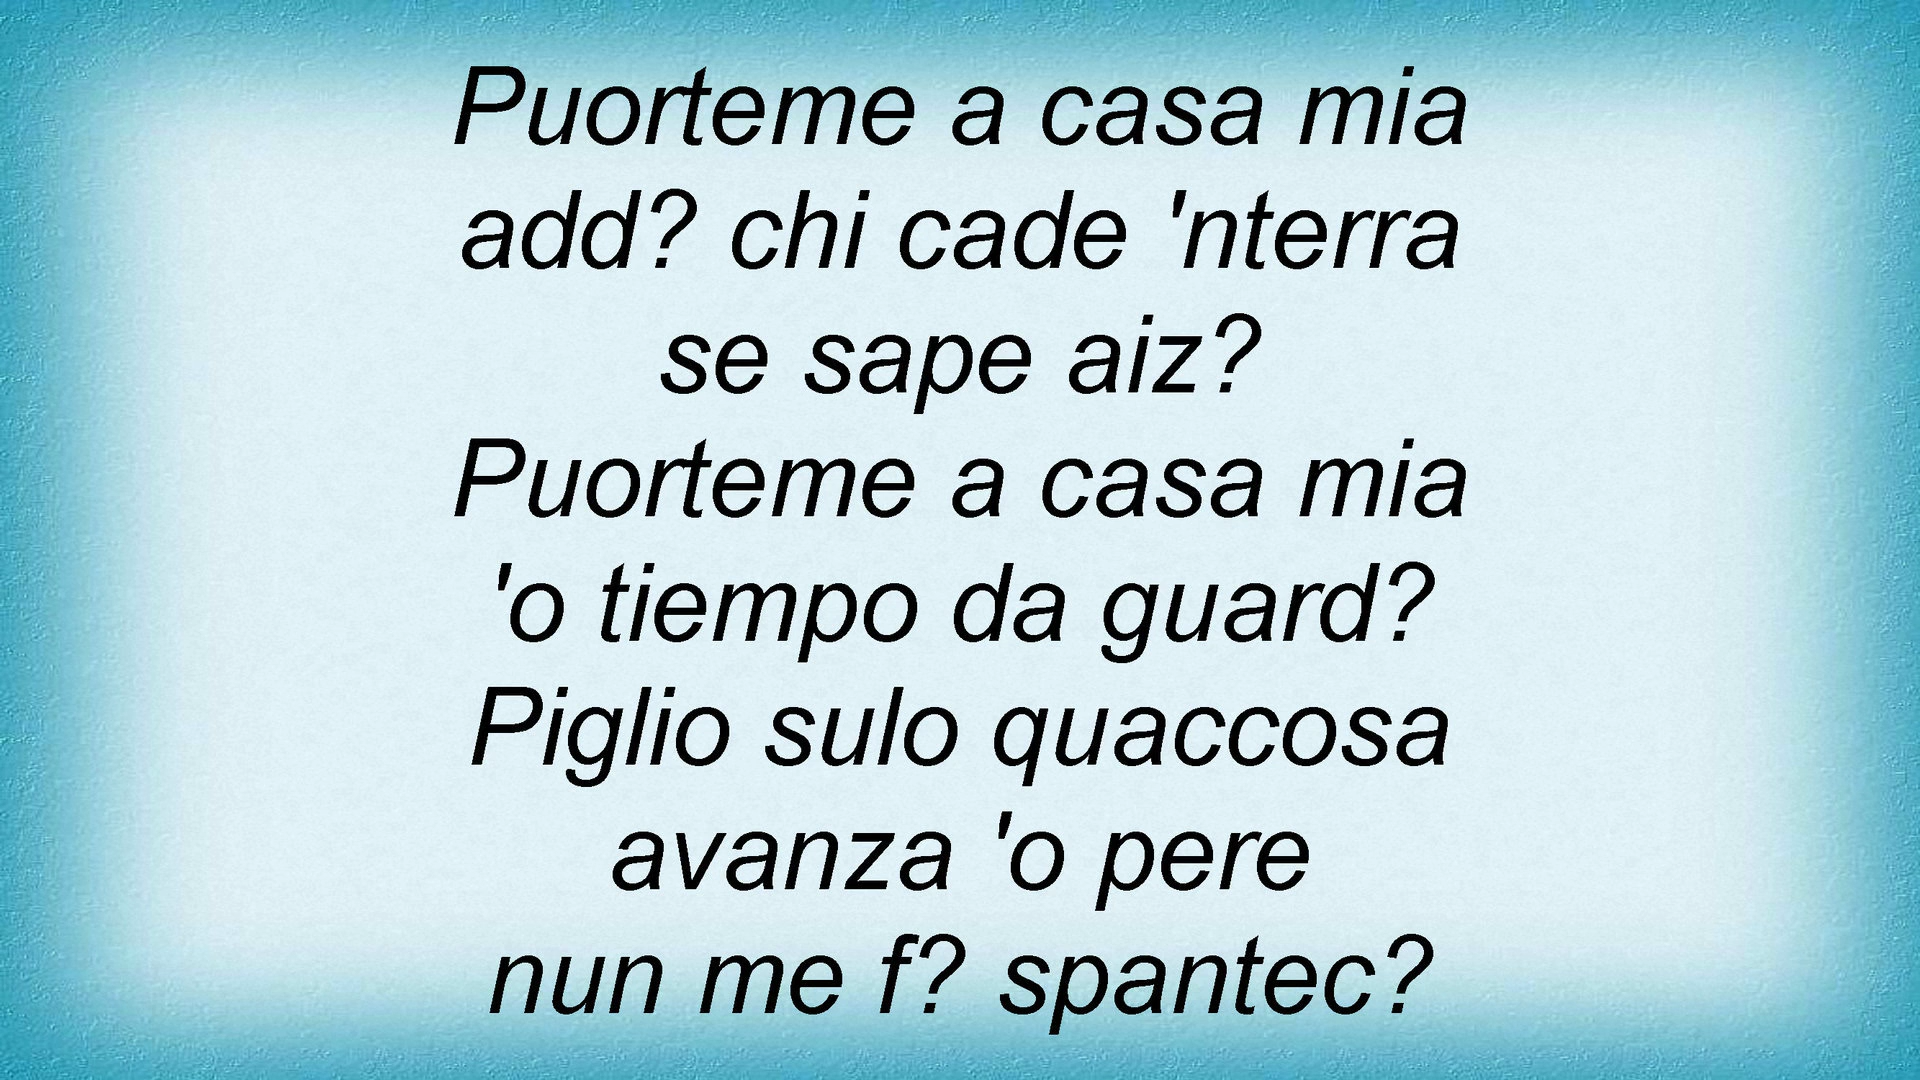 Puorteme a casa mia
add? chi cade 'nterra
se sape aiz?
Puorteme a casa mia
'o tiempo da guard?
Piglio sulo quaccosa
avanza 'o pere
nun me f? spantec?